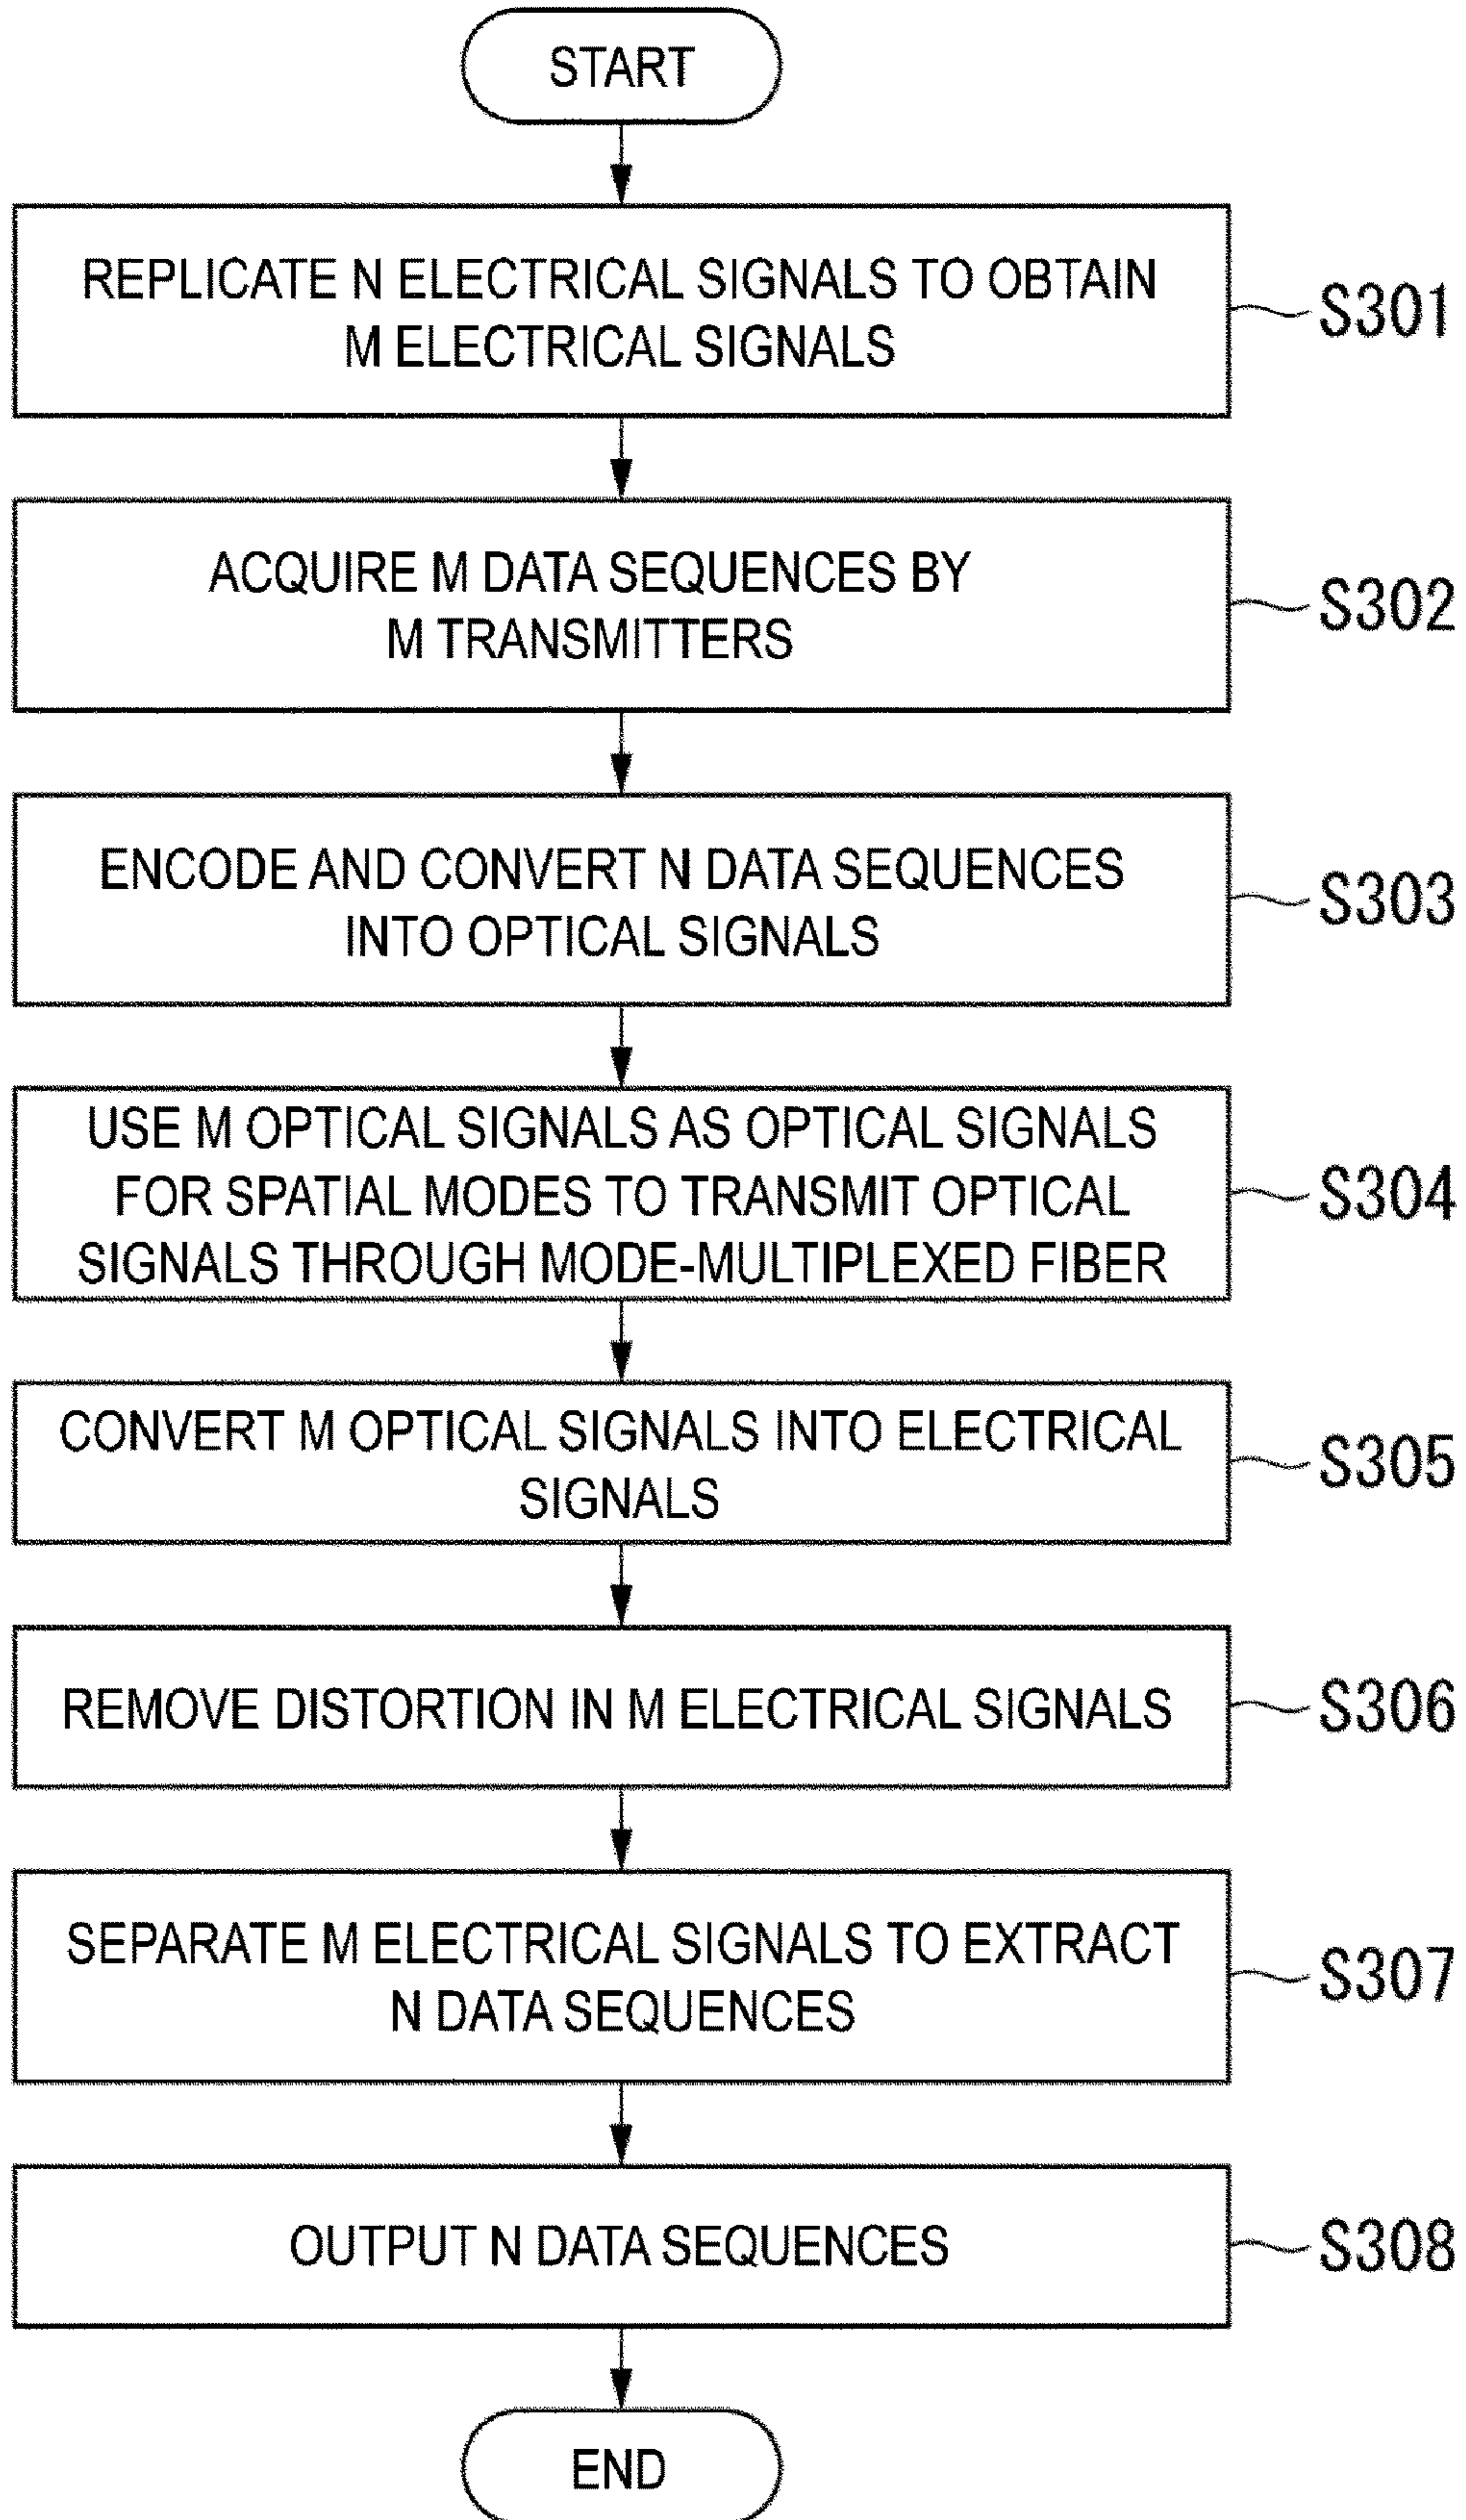 START
REPLICATE N ELECTRICAL SIGNALS TO OBTAIN
M ELECTRICAL SIGNALS
S301
ACQUIRE M DATA SEQUENCES BY
M TRANSMITTERS
S302
ENCODE AND CONVERT N DATA SEQUENCES
INTO OPTICAL SIGNALS
S303
USE M OPTICAL SIGNALS AS OPTICAL SIGNALS
FOR SPATIAL MODES TO TRANSMIT OPTICAL
SIGNALS THROUGH MODE-MULTIPLEXED FIBER
S304
CONVERT M OPTICAL SIGNALS INTO ELECTRICAL
SIGNALS
S305
REMOVE DISTORTION IN M ELECTRICAL SIGNALS
S306
SEPARATE M ELECTRICAL SIGNALS TO EXTRACT
N DATA SEQUENCES
S307
OUTPUT N DATA SEQUENCES
S308
END